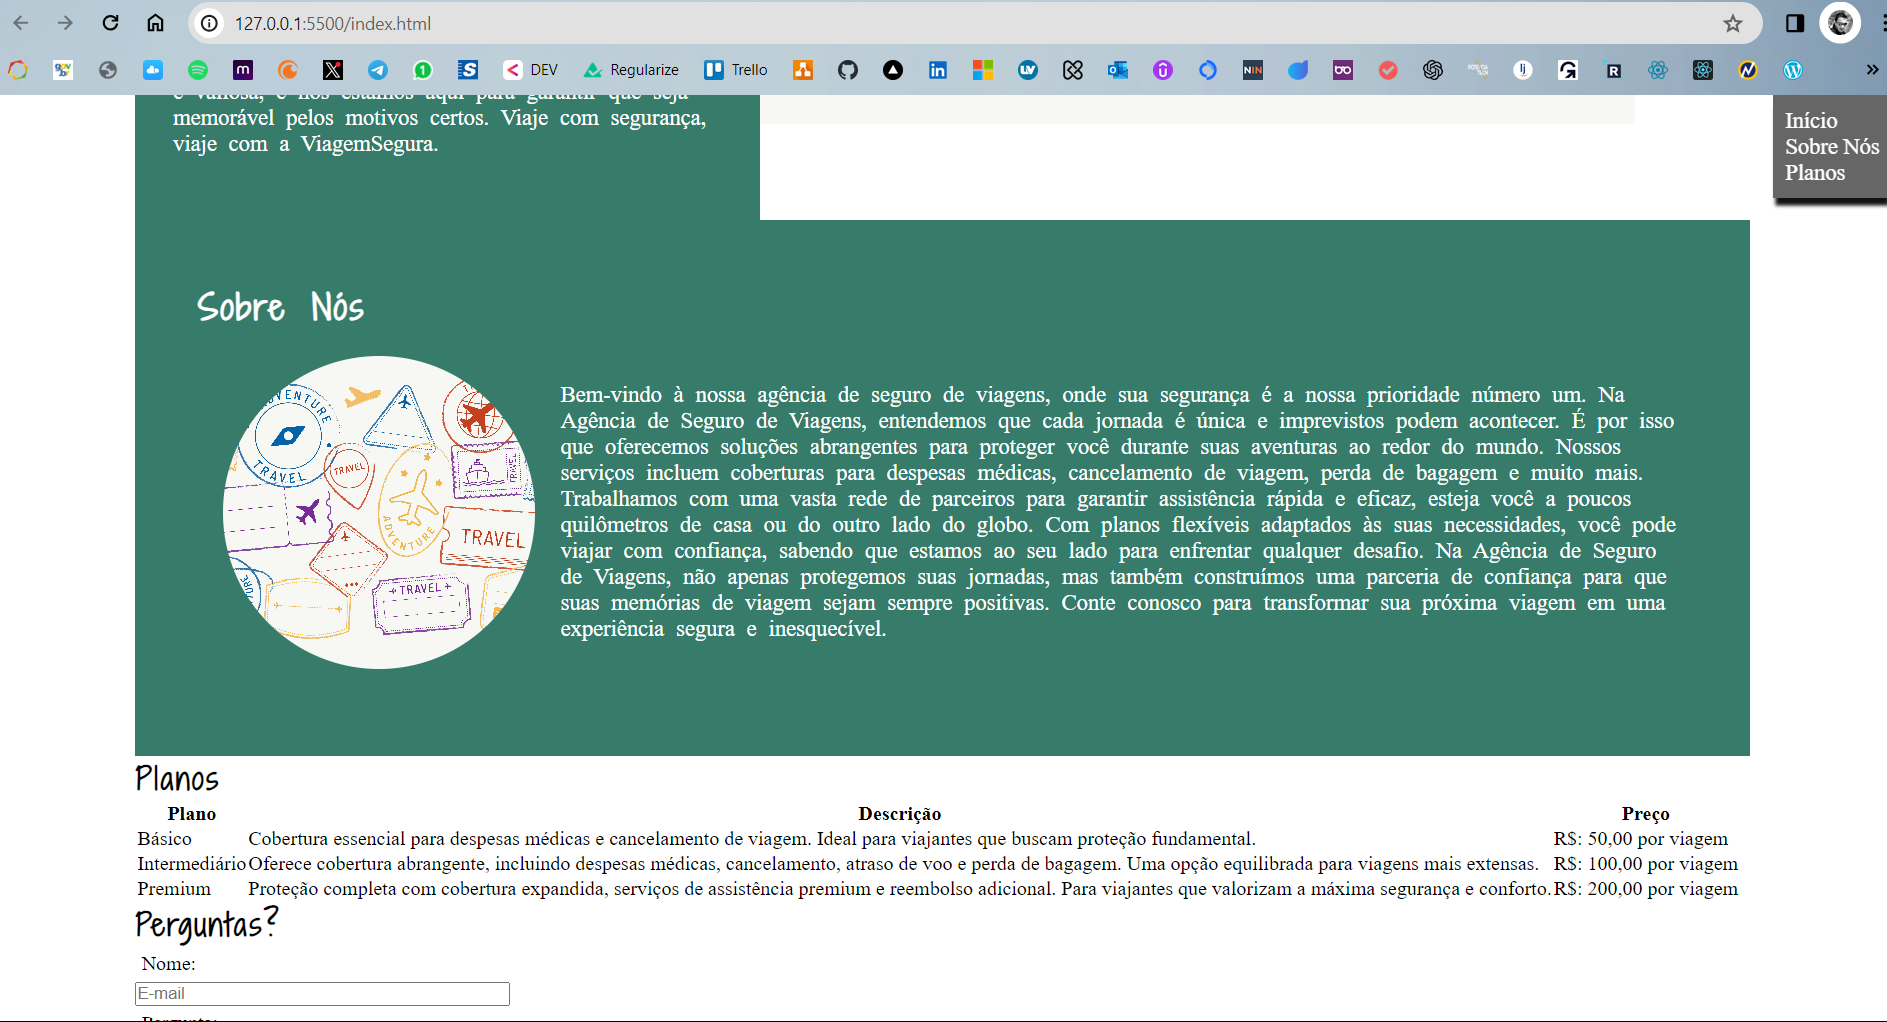 127.0.0.1:5500/index.html
DEV
Regularize
Trello
e valiosa, e nós estamos aqui para garantir que seja
memorável pelos motivos certos. Viaje com segurança,
viaje com a ViagemSegura.
Início
Sobre Nós
Planos
Sobre Nós
ADVENTURE
TRAVEL
TRAVEL
TRAVEL
ADVENTURE
TRAVEL
TRAVEL
Bem-vindo à nossa agência de seguro de viagens, onde sua segurança é a nossa prioridade número um. Na
Agência de Seguro de Viagens, entendemos que cada jornada é única e imprevistos podem acontecer. É por isso
que oferecemos soluções abrangentes para proteger você durante suas aventuras ao redor do mundo. Nossos
serviços incluem coberturas para despesas médicas, cancelamento de viagem, perda de bagagem e muito mais.
Trabalhamos com uma vasta rede de parceiros para garantir assistência rápida e eficaz, esteja você a poucos
quilômetros de casa ou do outro lado do globo. Com planos flexíveis adaptados às suas necessidades, você pode
viajar com confiança, sabendo que estamos ao seu lado para enfrentar qualquer desafio. Na Agência de Seguro
de Viagens, não apenas protegemos suas jornadas, mas também construímos uma parceria de confiança para que
suas memórias de viagem sejam sempre positivas. Conte conosco para transformar sua próxima viagem em uma
experiência segura e inesquecível.
Planos
Plano Descrição Preço
Básico Cobertura essencial para despesas médicas e cancelamento de viagem. Ideal para viajantes que buscam proteção fundamental. R$: 50,00 por viagem
Intermediário Oferece cobertura abrangente, incluindo despesas médicas, cancelamento, atraso de voo e perda de bagagem. Uma opção equilibrada para viagens mais extensas. R$: 100,00 por viagem
Premium Proteção completa com cobertura expandida, serviços de assistência premium e reembolso adicional. Para viajantes que valorizam a máxima segurança e conforto. R$: 200,00 por viagem
Perguntas?
Nome:
E-mail
Pergunta: